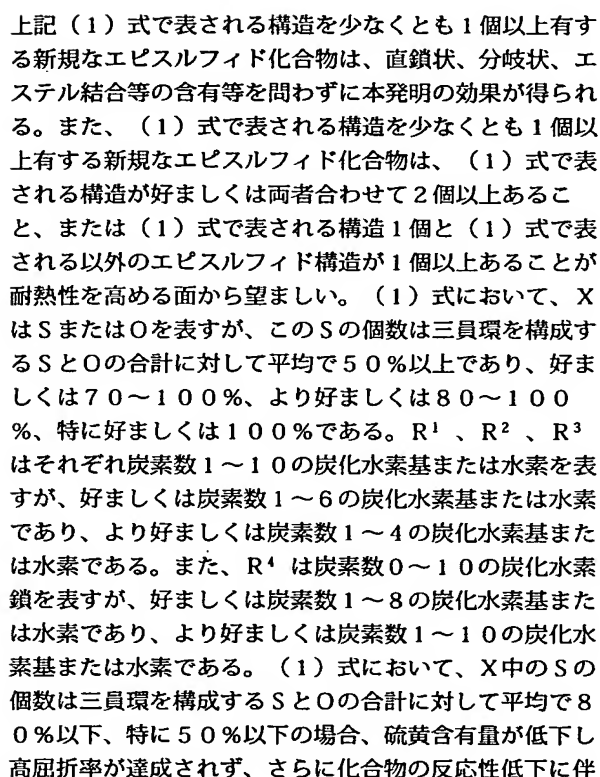 上記（１）式で表される構造を少なくとも１個以上有す
る新規なエピスルフィド化合物は、直鎖状、分岐状、エ
ステル結合等の含有等を問わずに本発明の効果が得られ
る。また、（１）式で表される構造を少なくとも１個以
上有する新規なエピスルフィド化合物は、（１）式で表
される構造が好ましくは両者合わせて２個以上あるこ
と、または（１）式で表される構造１個と（１）式で表
される以外のエピスルフィド構造が１個以上あることが
耐熱性を高める面から望ましい。（１）式において、Ｘ
はＳまたはＯを表すが、このＳの個数は三員環を構成す
るＳとＯの合計に対して平均で５０％以上であり、好ま
しくは７０～１００％、より好ましくは８０～１００
％、特に好ましくは１００％である。Ｒ¹ 、Ｒ² 、Ｒ³
はそれぞれ炭素数１～１０の炭化水素基または水素を表
すが、好ましくは炭素数１～６の炭化水素基または水素
であり、より好ましくは炭素数１～４の炭化水素基また
は水素である。また、Ｒ⁴ は炭素数０～１０の炭化水素
鎖を表すが、好ましくは炭素数１～８の炭化水素基また
は水素であり、より好ましくは炭素数１～１０の炭化水
素基または水素である。（１）式において、Ｘ中のＳの
個数は三員環を構成するＳとＯの合計に対して平均で８
０％以下、特に５０％以下の場合、硫黄含有量が低下し
高屈折率が達成されず、さらに化合物の反応性低下に伴